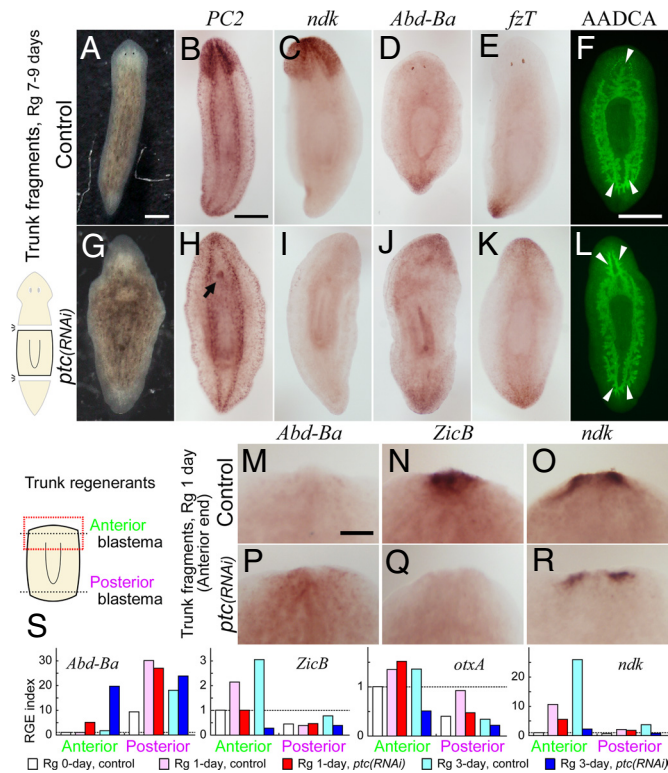 PC2 ndk Abd-Ba fzT AADCA
Trunk fragments, Rg 7-9 days
Control
A B C D E F
ptc(RNAi)
G H I J K L
Abd-Ba ZicB ndk
Trunk regenerants
Anterior
blastema
Posterior
blastema
Trunk fragments, Rg 1 day
(Anterior end)
Control
M N O
ptc(RNAi)
P Q R
S
RGE index
Abd-Ba
30
20
10
0
Anterior Posterior
ZicB
3
2
1
0
Anterior Posterior
otxA
1
0
Anterior Posterior
ndk
20
10
0
Anterior Posterior
Rg 0-day, control Rg 1-day, control Rg 1-day, ptc(RNAi) Rg 3-day, control Rg 3-day, ptc(RNAi)